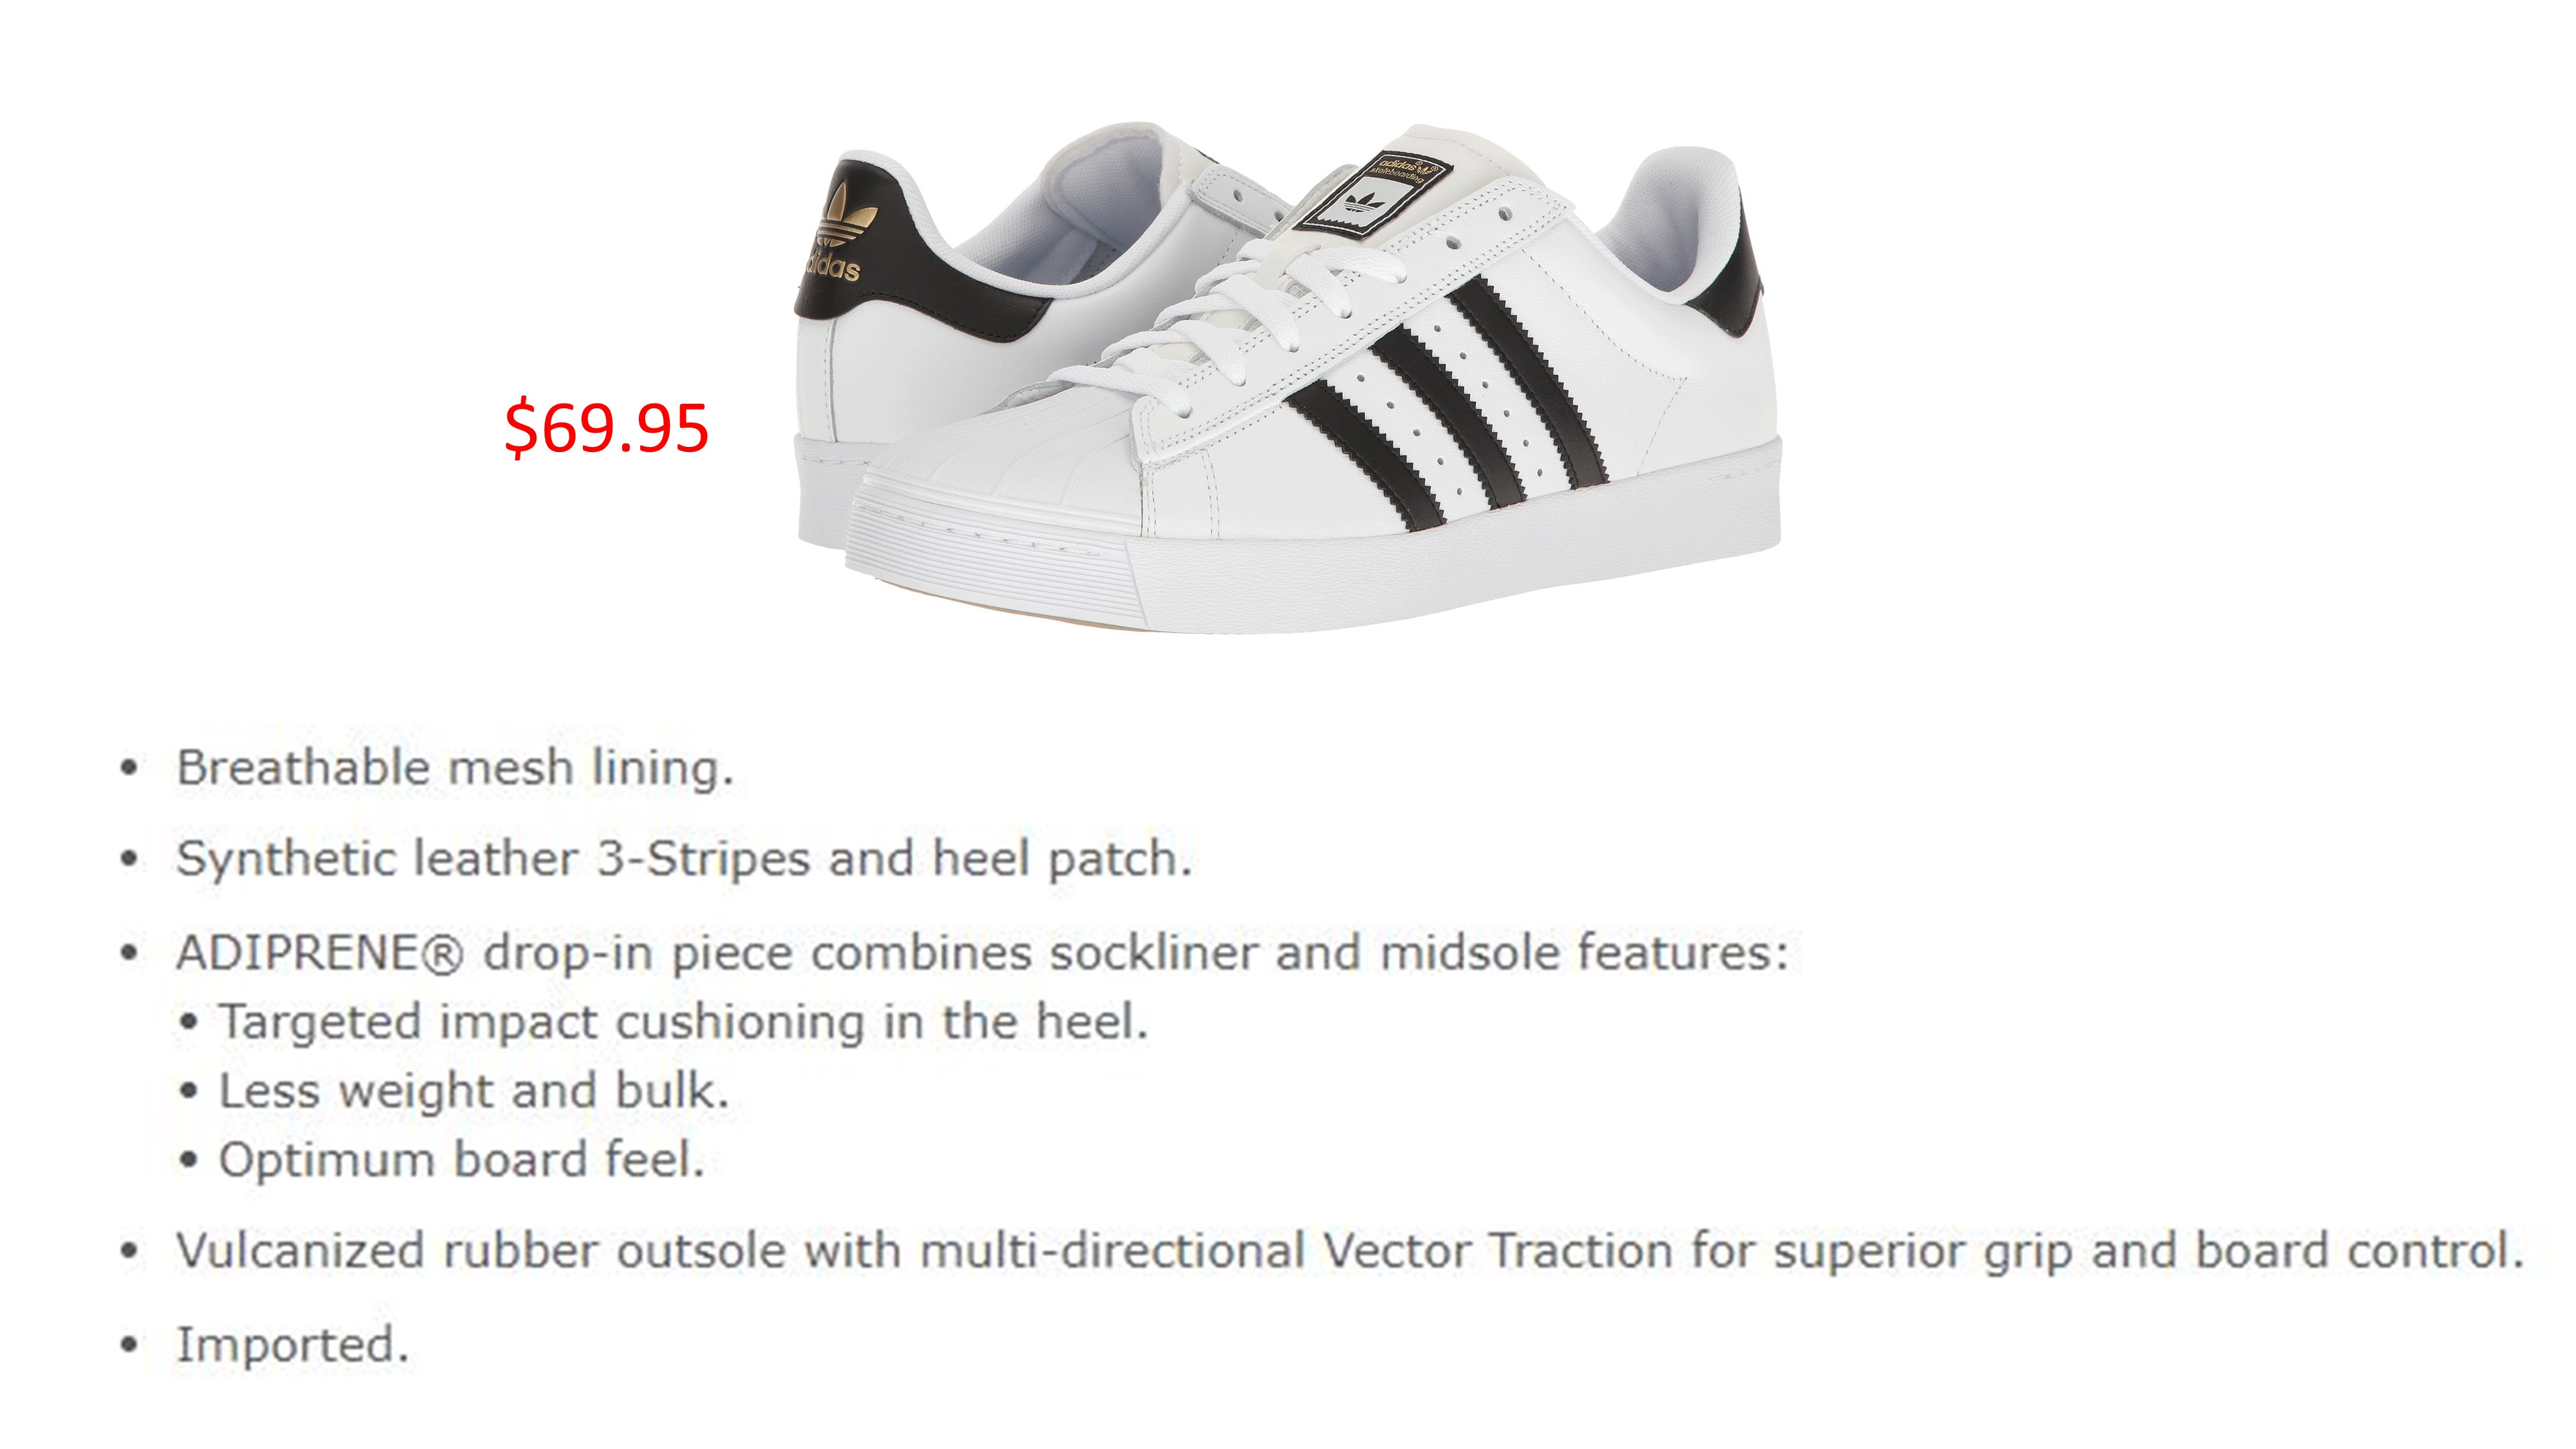 adidas
skateboarding
adidas
$69.95
• Breathable mesh lining.
• Synthetic leather 3-Stripes and heel patch.
• ADIPRENE® drop-in piece combines sockliner and midsole features:
• Targeted impact cushioning in the heel.
• Less weight and bulk.
• Optimum board feel.
• Vulcanized rubber outsole with multi-directional Vector Traction for superior grip and board control.
• Imported.